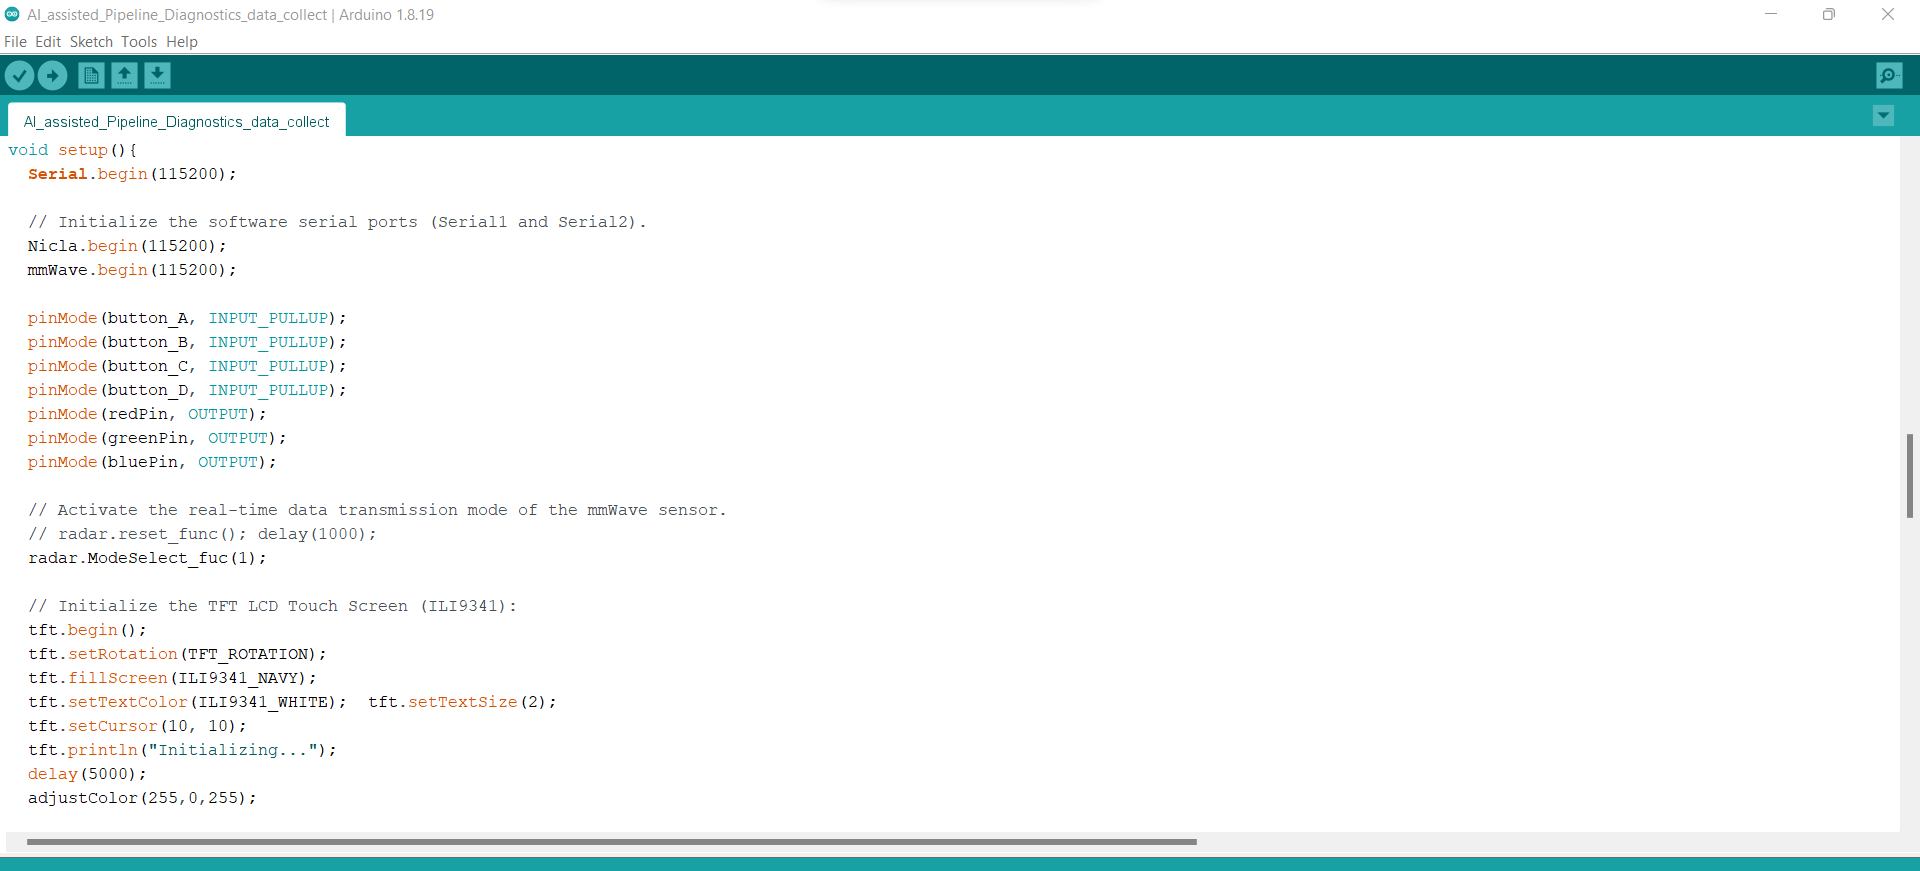 AI_assisted_Pipeline_Diagnostics_data_collect | Arduino 1.8.19
File Edit Sketch Tools Help
AI_assisted_Pipeline_Diagnostics_data_collect
void setup(){
Serial.begin(115200);
// Initialize the software serial ports (Serial1 and Serial2).
Nicla.begin(115200);
mmWave.begin(115200);
pinMode(button_A, INPUT_PULLUP);
pinMode(button_B, INPUT_PULLUP);
pinMode(button_C, INPUT_PULLUP);
pinMode(button_D, INPUT_PULLUP);
pinMode(redPin, OUTPUT);
pinMode(greenPin, OUTPUT);
pinMode(bluePin, OUTPUT);
// Activate the real-time data transmission mode of the mmWave sensor.
// radar.reset_func(); delay(1000);
radar.ModeSelect_fuc(1);
// Initialize the TFT LCD Touch Screen (ILI9341):
tft.begin();
tft.setRotation(TFT_ROTATION);
tft.fillScreen(ILI9341_NAVY);
tft.setTextColor(ILI9341_WHITE);  tft.setTextSize(2);
tft.setCursor(10, 10);
tft.println("Initializing...");
delay(5000);
adjustColor(255,0,255);